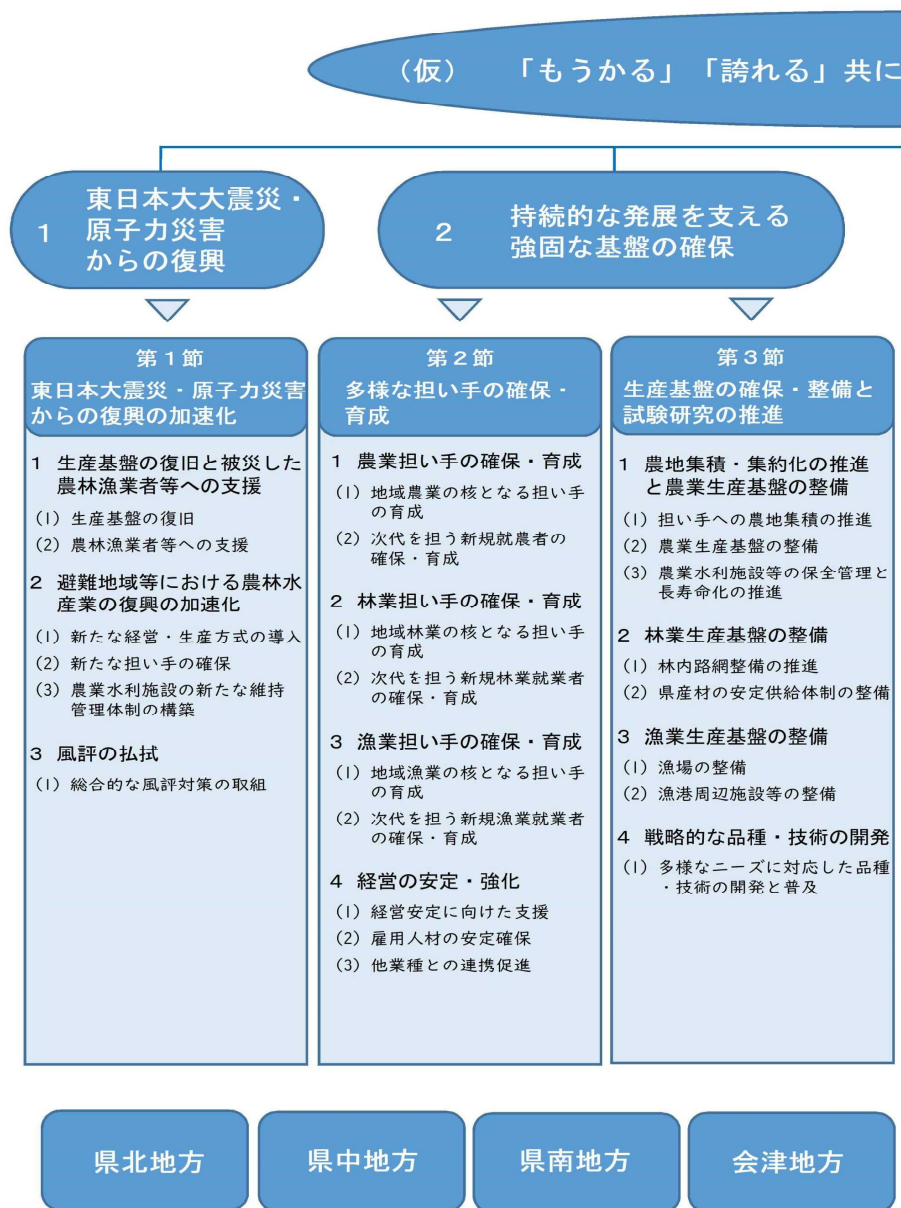 (仮) 「もうかる」「誇れる」共に
1 東日本大大震災・
原子力災害
からの復興
2 持続的な発展を支える
強固な基盤の確保
第1節
東日本大震災・原子力災害
からの復興の加速化
1 生産基盤の復旧と被災した
農林漁業者等への支援
(1) 生産基盤の復旧
(2) 農林漁業者等への支援
2 避難地域等における農林水
産業の復興の加速化
(1) 新たな経営・生産方式の導入
(2) 新たな担い手の確保
(3) 農業水利施設の新たな維持
管理体制の構築
3 風評の払拭
(1) 総合的な風評対策の取組
第2節
多様な担い手の確保・
育成
1 農業担い手の確保・育成
(1) 地域農業の核となる担い手
の育成
(2) 次代を担う新規就農者の
確保・育成
2 林業担い手の確保・育成
(1) 地域林業の核となる担い手
の育成
(2) 次代を担う新規林業就業者
の確保・育成
3 漁業担い手の確保・育成
(1) 地域漁業の核となる担い手
の育成
(2) 次代を担う新規漁業就業者
の確保・育成
4 経営の安定・強化
(1) 経営安定に向けた支援
(2) 雇用人材の安定確保
(3) 他業種との連携促進
第3節
生産基盤の確保・整備と
試験研究の推進
1 農地集積・集約化の推進
と農業生産基盤の整備
(1) 担い手への農地集積の推進
(2) 農業生産基盤の整備
(3) 農業水利施設等の保全管理と
長寿命化の推進
2 林業生産基盤の整備
(1) 林内路網整備の推進
(2) 県産材の安定供給体制の整備
3 漁業生産基盤の整備
(1) 漁場の整備
(2) 漁港周辺施設等の整備
4 戦略的な品種・技術の開発
(1) 多様なニーズに対応した品種
・技術の開発と普及
県北地方
県中地方
県南地方
会津地方